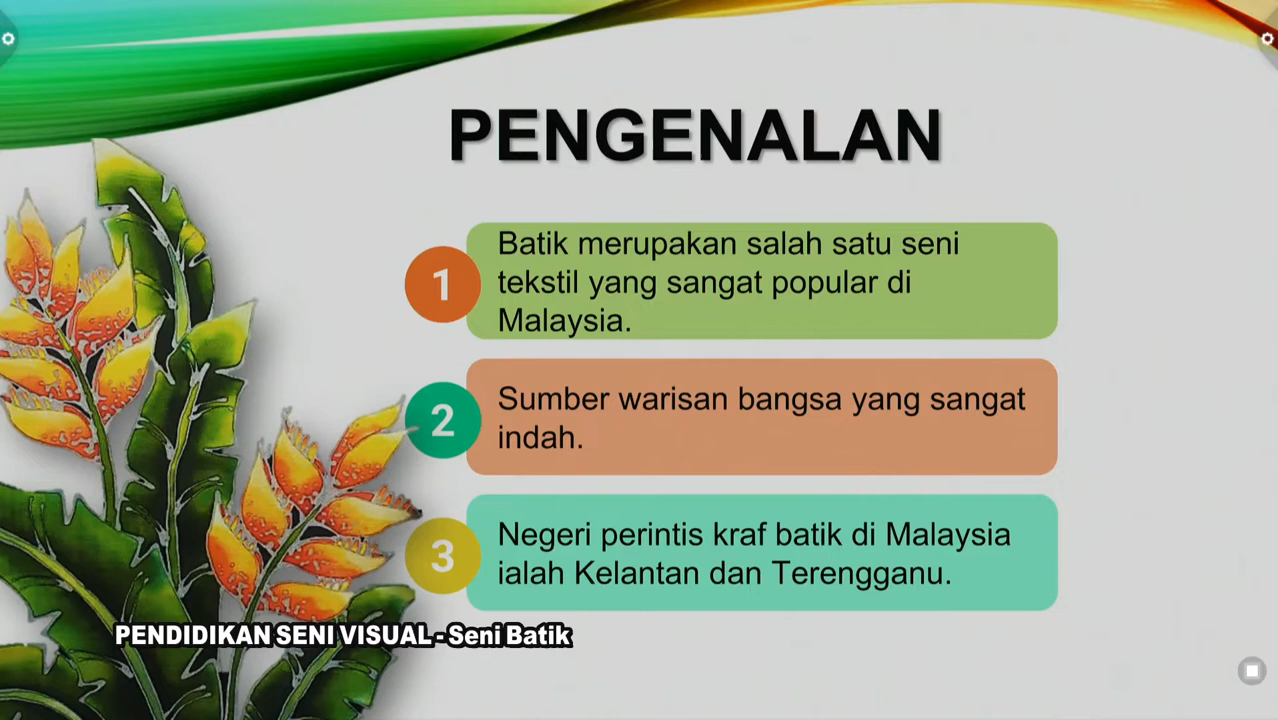 PENGENALAN
1
Batik merupakan salah satu seni
tekstil yang sangat popular di
Malaysia.
2
Sumber warisan bangsa yang sangat
indah.
3
Negeri perintis kraf batik di Malaysia
ialah Kelantan dan Terengganu.
PENDIDIKAN SENI VISUAL - Seni Batik